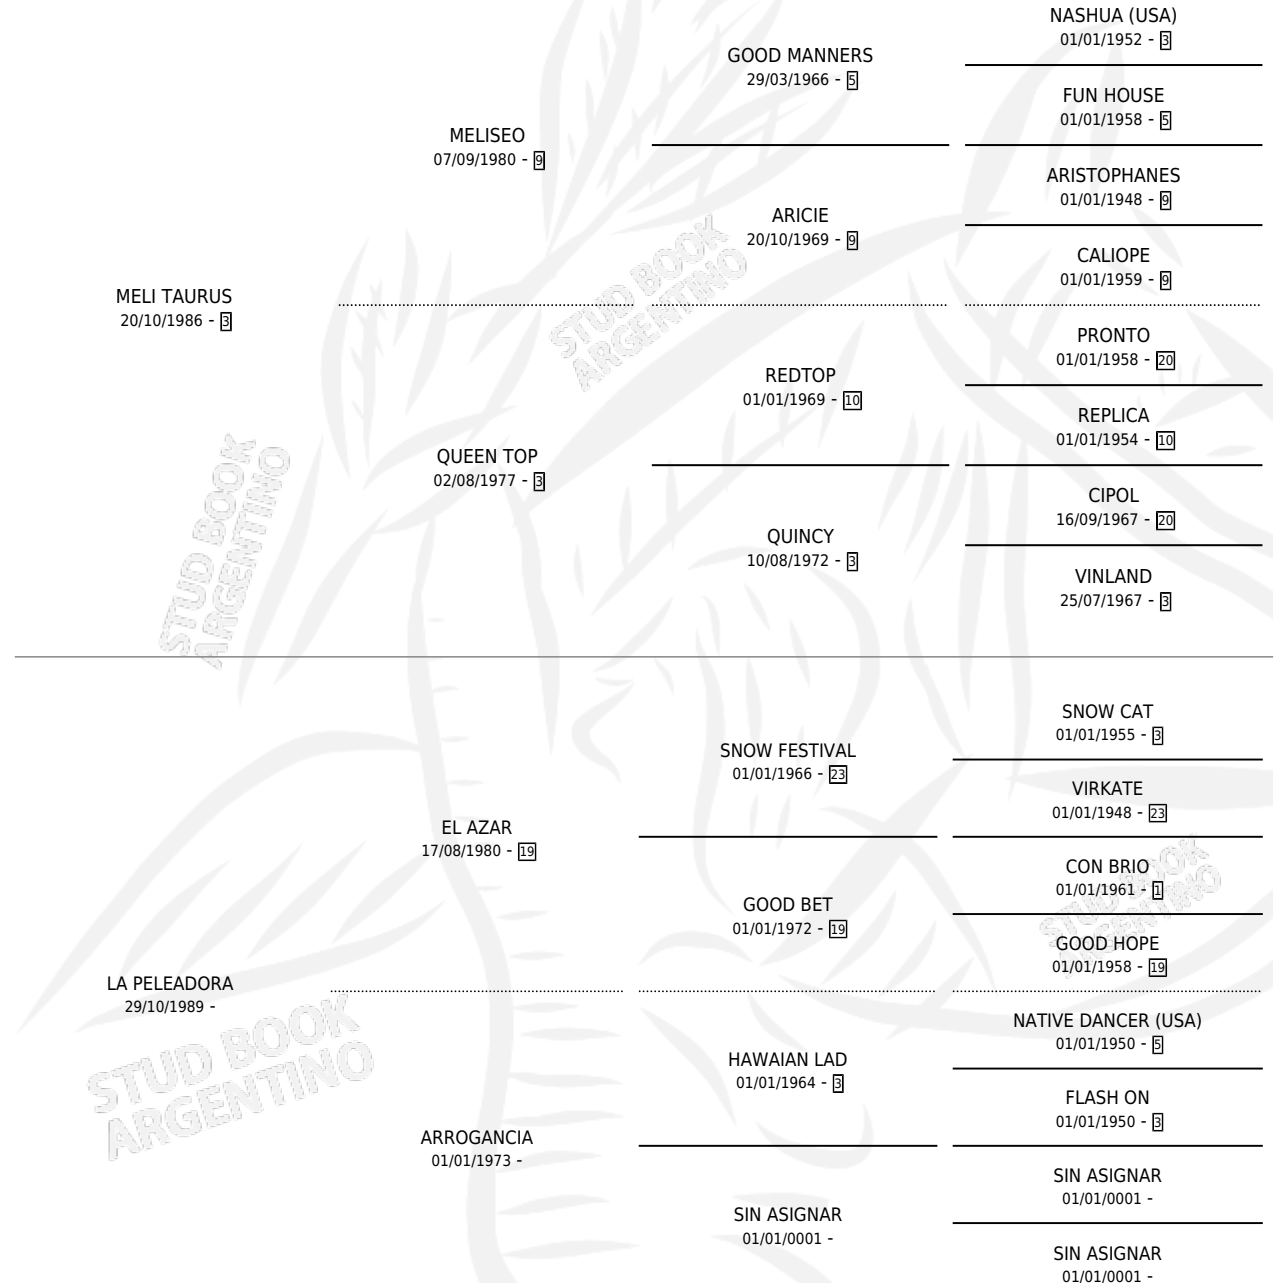 NASHUA (USA)
01/01/1952 - 3
GOOD MANNERS
29/03/1966 - 5
FUN HOUSE
01/01/1958 - 5
MELISEO
07/09/1980 - 9
ARISTOPHANES
01/01/1948 - 9
ARICIE
20/10/1969 - 9
CALIOPE
01/01/1959 - 9
MELI TAURUS
20/10/1986 - 3
PRONTO
01/01/1958 - 20
REDTOP
01/01/1969 - 10
REPLICA
01/01/1954 - 10
QUEEN TOP
02/08/1977 - 3
CIPOL
16/09/1967 - 20
QUINCY
10/08/1972 - 3
VINLAND
25/07/1967 - 3
SNOW CAT
01/01/1955 - 3
SNOW FESTIVAL
01/01/1966 - 23
VIRKATE
01/01/1948 - 23
EL AZAR
17/08/1980 - 19
CON BRIO
01/01/1961 - 1
GOOD BET
01/01/1972 - 19
GOOD HOPE
01/01/1958 - 19
LA PELEADORA
29/10/1989 -
NATIVE DANCER (USA)
01/01/1950 - 5
HAWAIAN LAD
01/01/1964 - 3
FLASH ON
01/01/1950 - 3
ARROGANCIA
01/01/1973 -
SIN ASIGNAR
01/01/0001 -
SIN ASIGNAR
01/01/0001 -
SIN ASIGNAR
01/01/0001 -
STUD BOOK
ARGENTINO
STUD BOOK
ARGENTINO
STUD BOOK
ARGENTINO
STUD BOOK
ARGENTINO